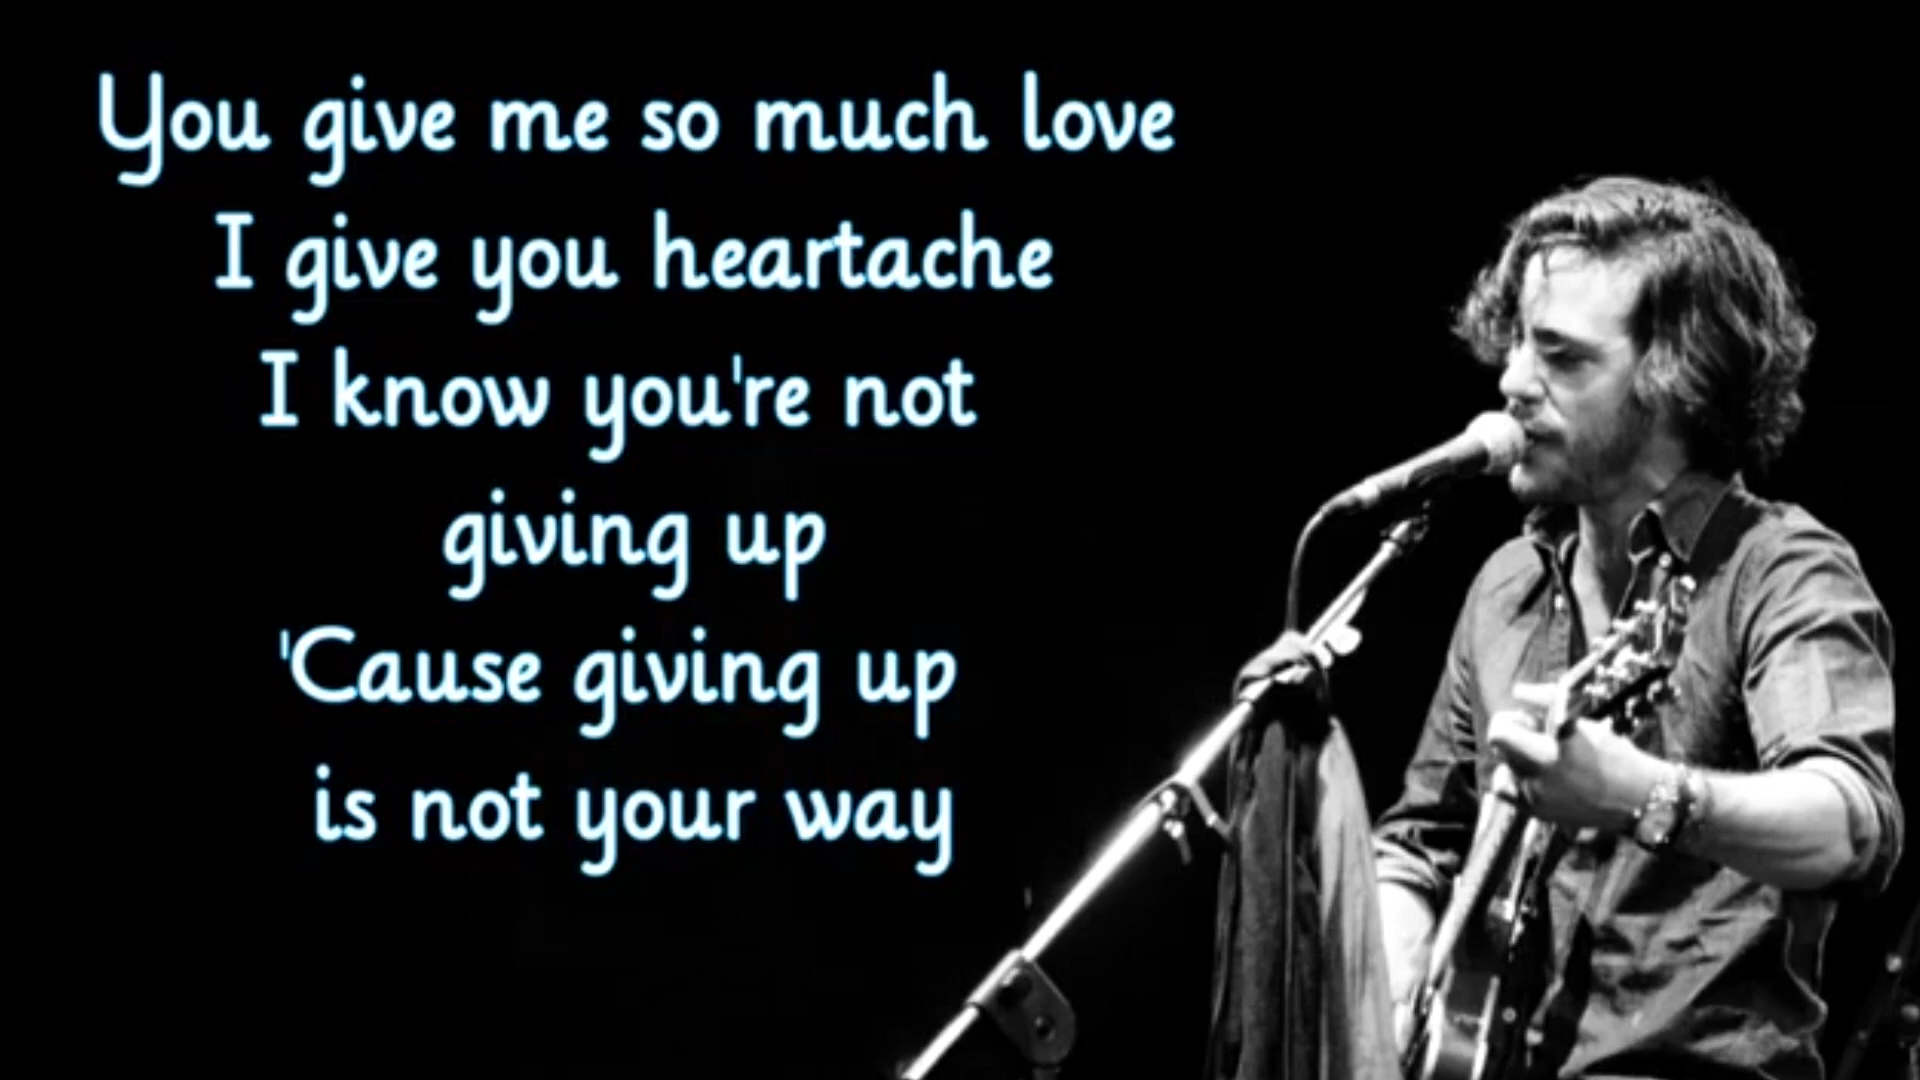 You give me so much love
I give you heartache
I know you're not
giving up
'Cause giving up
is not your way